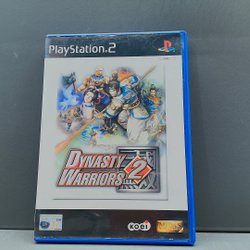 PlayStation®2
DYNASTY
WARRIORS 2
KOEI